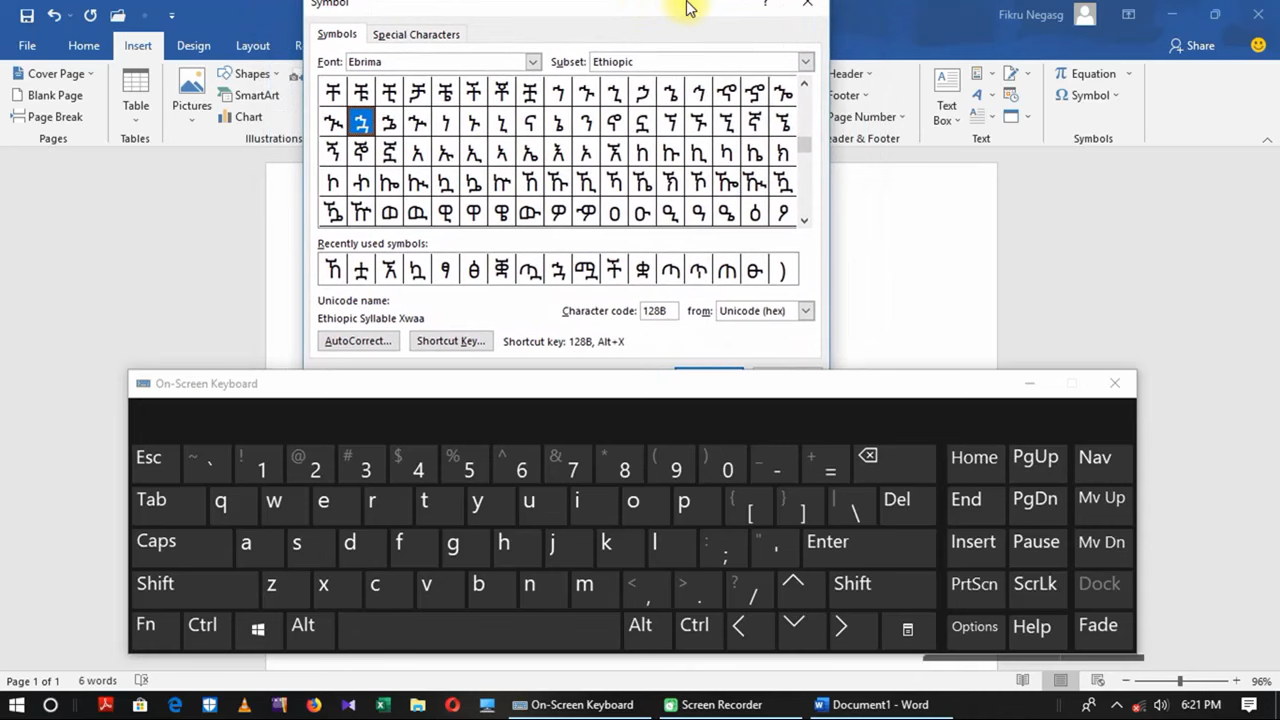 Symbol
Fikru Negasg
File Home Insert Design Layout Share
Symbols Special Characters
Font: Ebrima Subset: Ethiopic
Cover Page
Blank Page
Page Break
Pages
Table
Tables
Pictures
Shapes
SmartArt
Chart
Illustrations
Header
Footer
Page Number
Header & Footer
Text Box
Text
Equation
Symbol
Symbols
ቸ ቹ ቺ ቻ ቼ ች ቾ ቿ ኀ ኁ ኂ ኃ ኄ ኅ ኆ ኇ ኈ
ኊ ኋ ኌ ኍ ነ ኑ ኒ ና ኔ ን ኖ ኗ ኘ ኙ ኚ ኛ ኜ
ኝ ኞ ኟ አ ኡ ኢ ኣ ኤ እ ኦ ኧ ከ ኩ ኪ ካ ኬ ክ
ኮ ኯ ኰ ኲ ኳ ኴ ኵ ኸ ኹ ኺ ኻ ኼ ኽ ኾ ዀ ዂ ዃ
ዄ ዅ ወ ዉ ዊ ዋ ዌ ው ዎ ዏ ዐ ዑ ዒ ዓ ዔ ዕ ዖ
Recently used symbols:
Unicode name:
Ethiopic Syllable Xwaa
Character code: 128B from: Unicode (hex)
AutoCorrect... Shortcut Key... Shortcut key: 128B, Alt+X
On-Screen Keyboard
Esc ~ ` ! 1 @ 2 # 3 $ 4 % 5 ^ 6 & 7 * 8 ( 9 ) 0 _ - + = Home PgUp Nav
Tab q w e r t y u i o p { [ } ] | \ Del End PgDn Mv Up
Caps a s d f g h j k l : ; " ' Enter Insert Pause Mv Dn
Shift z x c v b n m < , > . ? / Shift PrtScn ScrLk Dock
Fn Ctrl Alt Alt Ctrl Options Help Fade
Page 1 of 1 6 words 96%
On-Screen Keyboard Screen Recorder Document1 - Word 6:21 PM